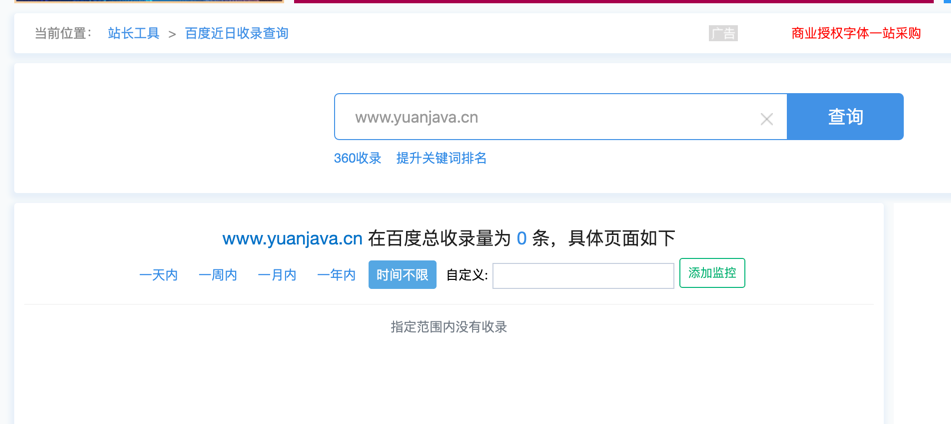 当前位置： 站长工具 > 百度近日收录查询 广告 商业授权字体一站采购
www.yuanjava.cn × 查询
360收录 提升关键词排名
www.yuanjava.cn 在百度总收录量为 0 条，具体页面如下
一天内 一周内 一月内 一年内 时间不限 自定义: 添加监控
指定范围内没有收录